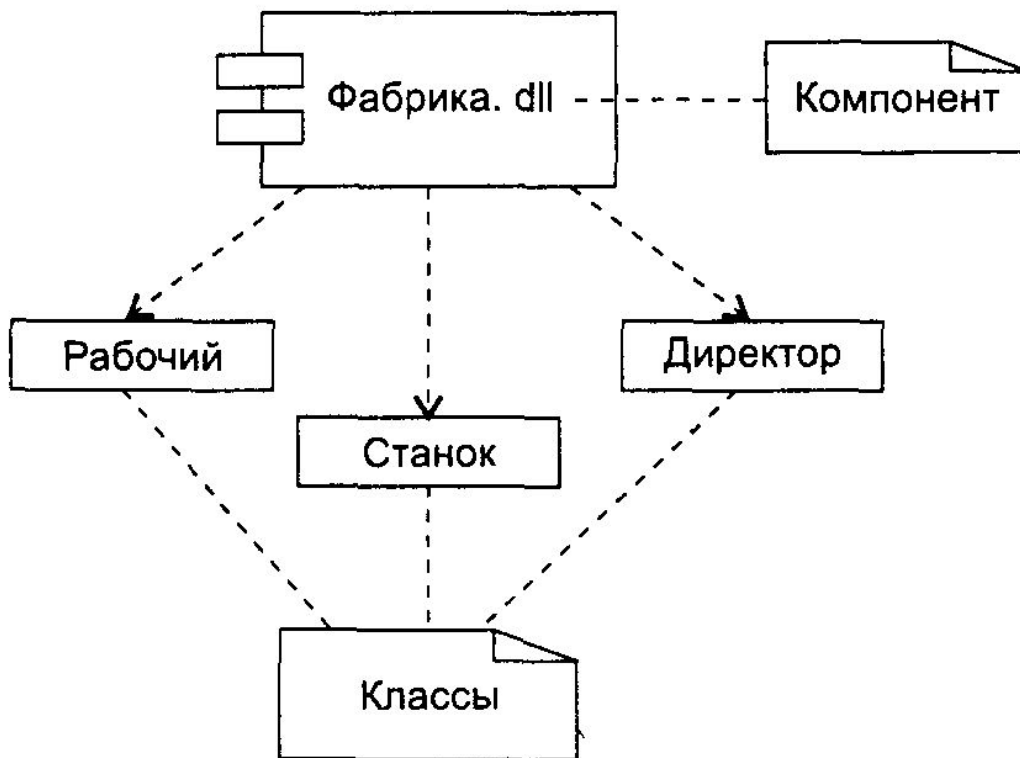 Фабрика. dll
Компонент
Рабочий
Директор
Станок
Классы